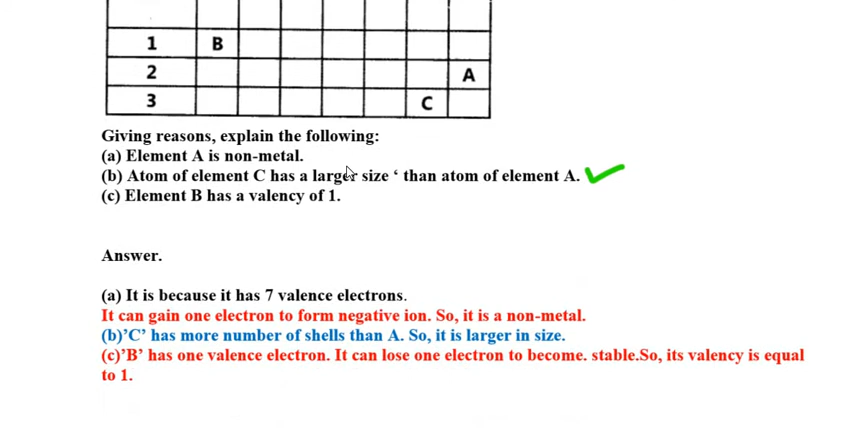 1 B
2 A
3 C
Giving reasons, explain the following:
(a) Element A is non-metal.
(b) Atom of element C has a larger size ‘ than atom of element A.
(c) Element B has a valency of 1.
Answer.
(a) It is because it has 7 valence electrons.
It can gain one electron to form negative ion. So, it is a non-metal.
(b)’C’ has more number of shells than A. So, it is larger in size.
(c)’B’ has one valence electron. It can lose one electron to become. stable.So, its valency is equal
to 1.